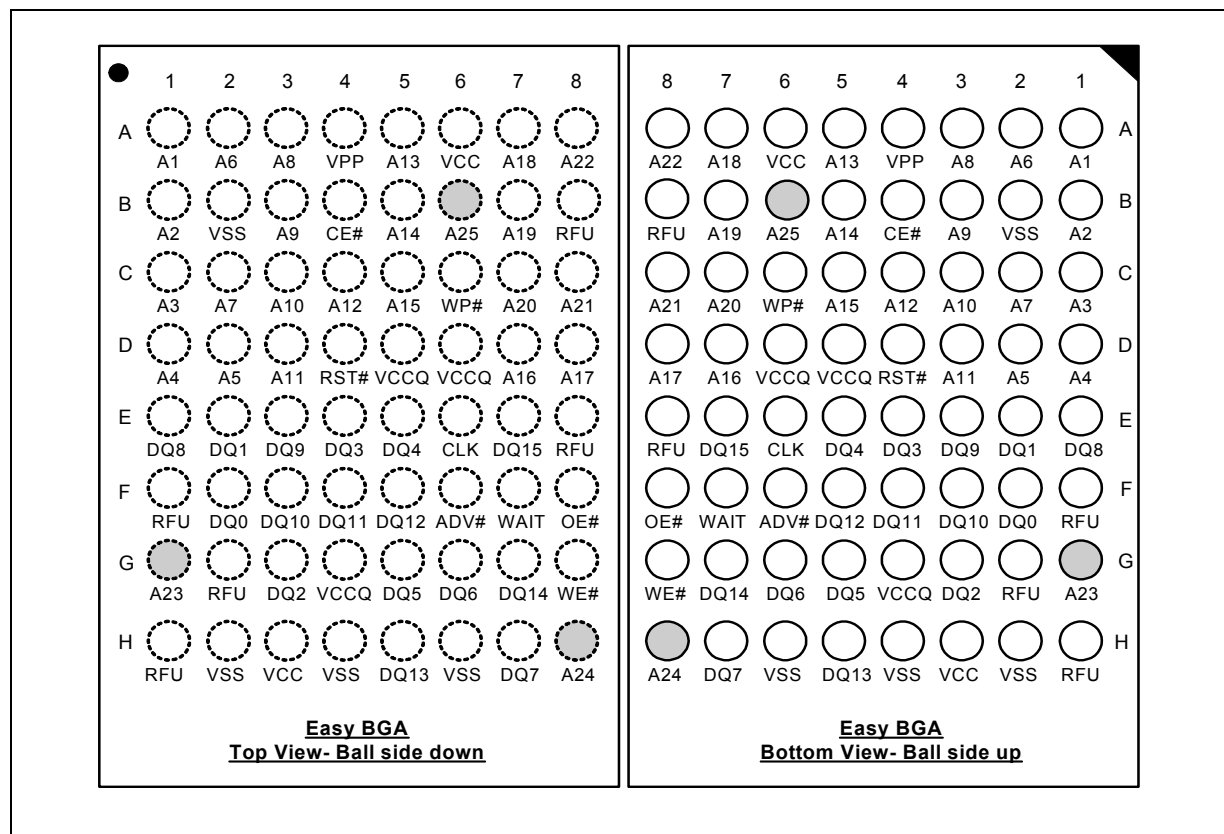 1 2 3 4 5 6 7 8
A
A1 A6 A8 VPP A13 VCC A18 A22
B
A2 VSS A9 CE# A14 A25 A19 RFU
C
A3 A7 A10 A12 A15 WP# A20 A21
D
A4 A5 A11 RST# VCCQ VCCQ A16 A17
E
DQ8 DQ1 DQ9 DQ3 DQ4 CLK DQ15 RFU
F
RFU DQ0 DQ10 DQ11 DQ12 ADV# WAIT OE#
G
A23 RFU DQ2 VCCQ DQ5 DQ6 DQ14 WE#
H
RFU VSS VCC VSS DQ13 VSS DQ7 A24
Easy BGA
Top View- Ball side down
8 7 6 5 4 3 2 1
A
A22 A18 VCC A13 VPP A8 A6 A1
B
RFU A19 A25 A14 CE# A9 VSS A2
C
A21 A20 WP# A15 A12 A10 A7 A3
D
A17 A16 VCCQ VCCQ RST# A11 A5 A4
E
RFU DQ15 CLK DQ4 DQ3 DQ9 DQ1 DQ8
F
OE# WAIT ADV# DQ12 DQ11 DQ10 DQ0 RFU
G
WE# DQ14 DQ6 DQ5 VCCQ DQ2 RFU A23
H
A24 DQ7 VSS DQ13 VSS VCC VSS RFU
Easy BGA
Bottom View- Ball side up